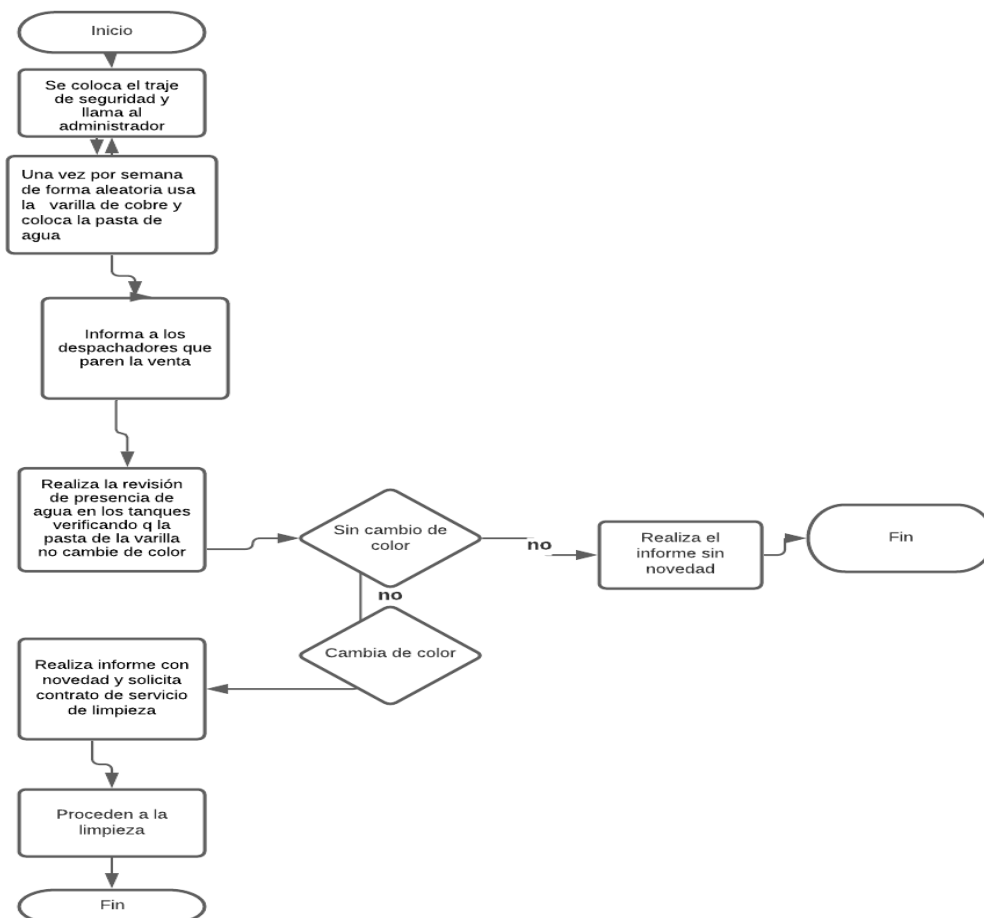 Inicio
Se coloca el traje
de seguridad y
llama al
administrador
Una vez por semana
de forma aleatoria usa
la varilla de cobre y
coloca la pasta de
agua
Informa a los
despachadores que
paren la venta
Realiza la revisión
de presencia de
agua en los tanques
verificando q la
pasta de la varilla
no cambie de color
Sin cambio de
color
no
Realiza el
informe sin
novedad
Fin
no
Cambia de color
Realiza informe con
novedad y solicita
contrato de servicio
de limpieza
Proceden a la
limpieza
Fin